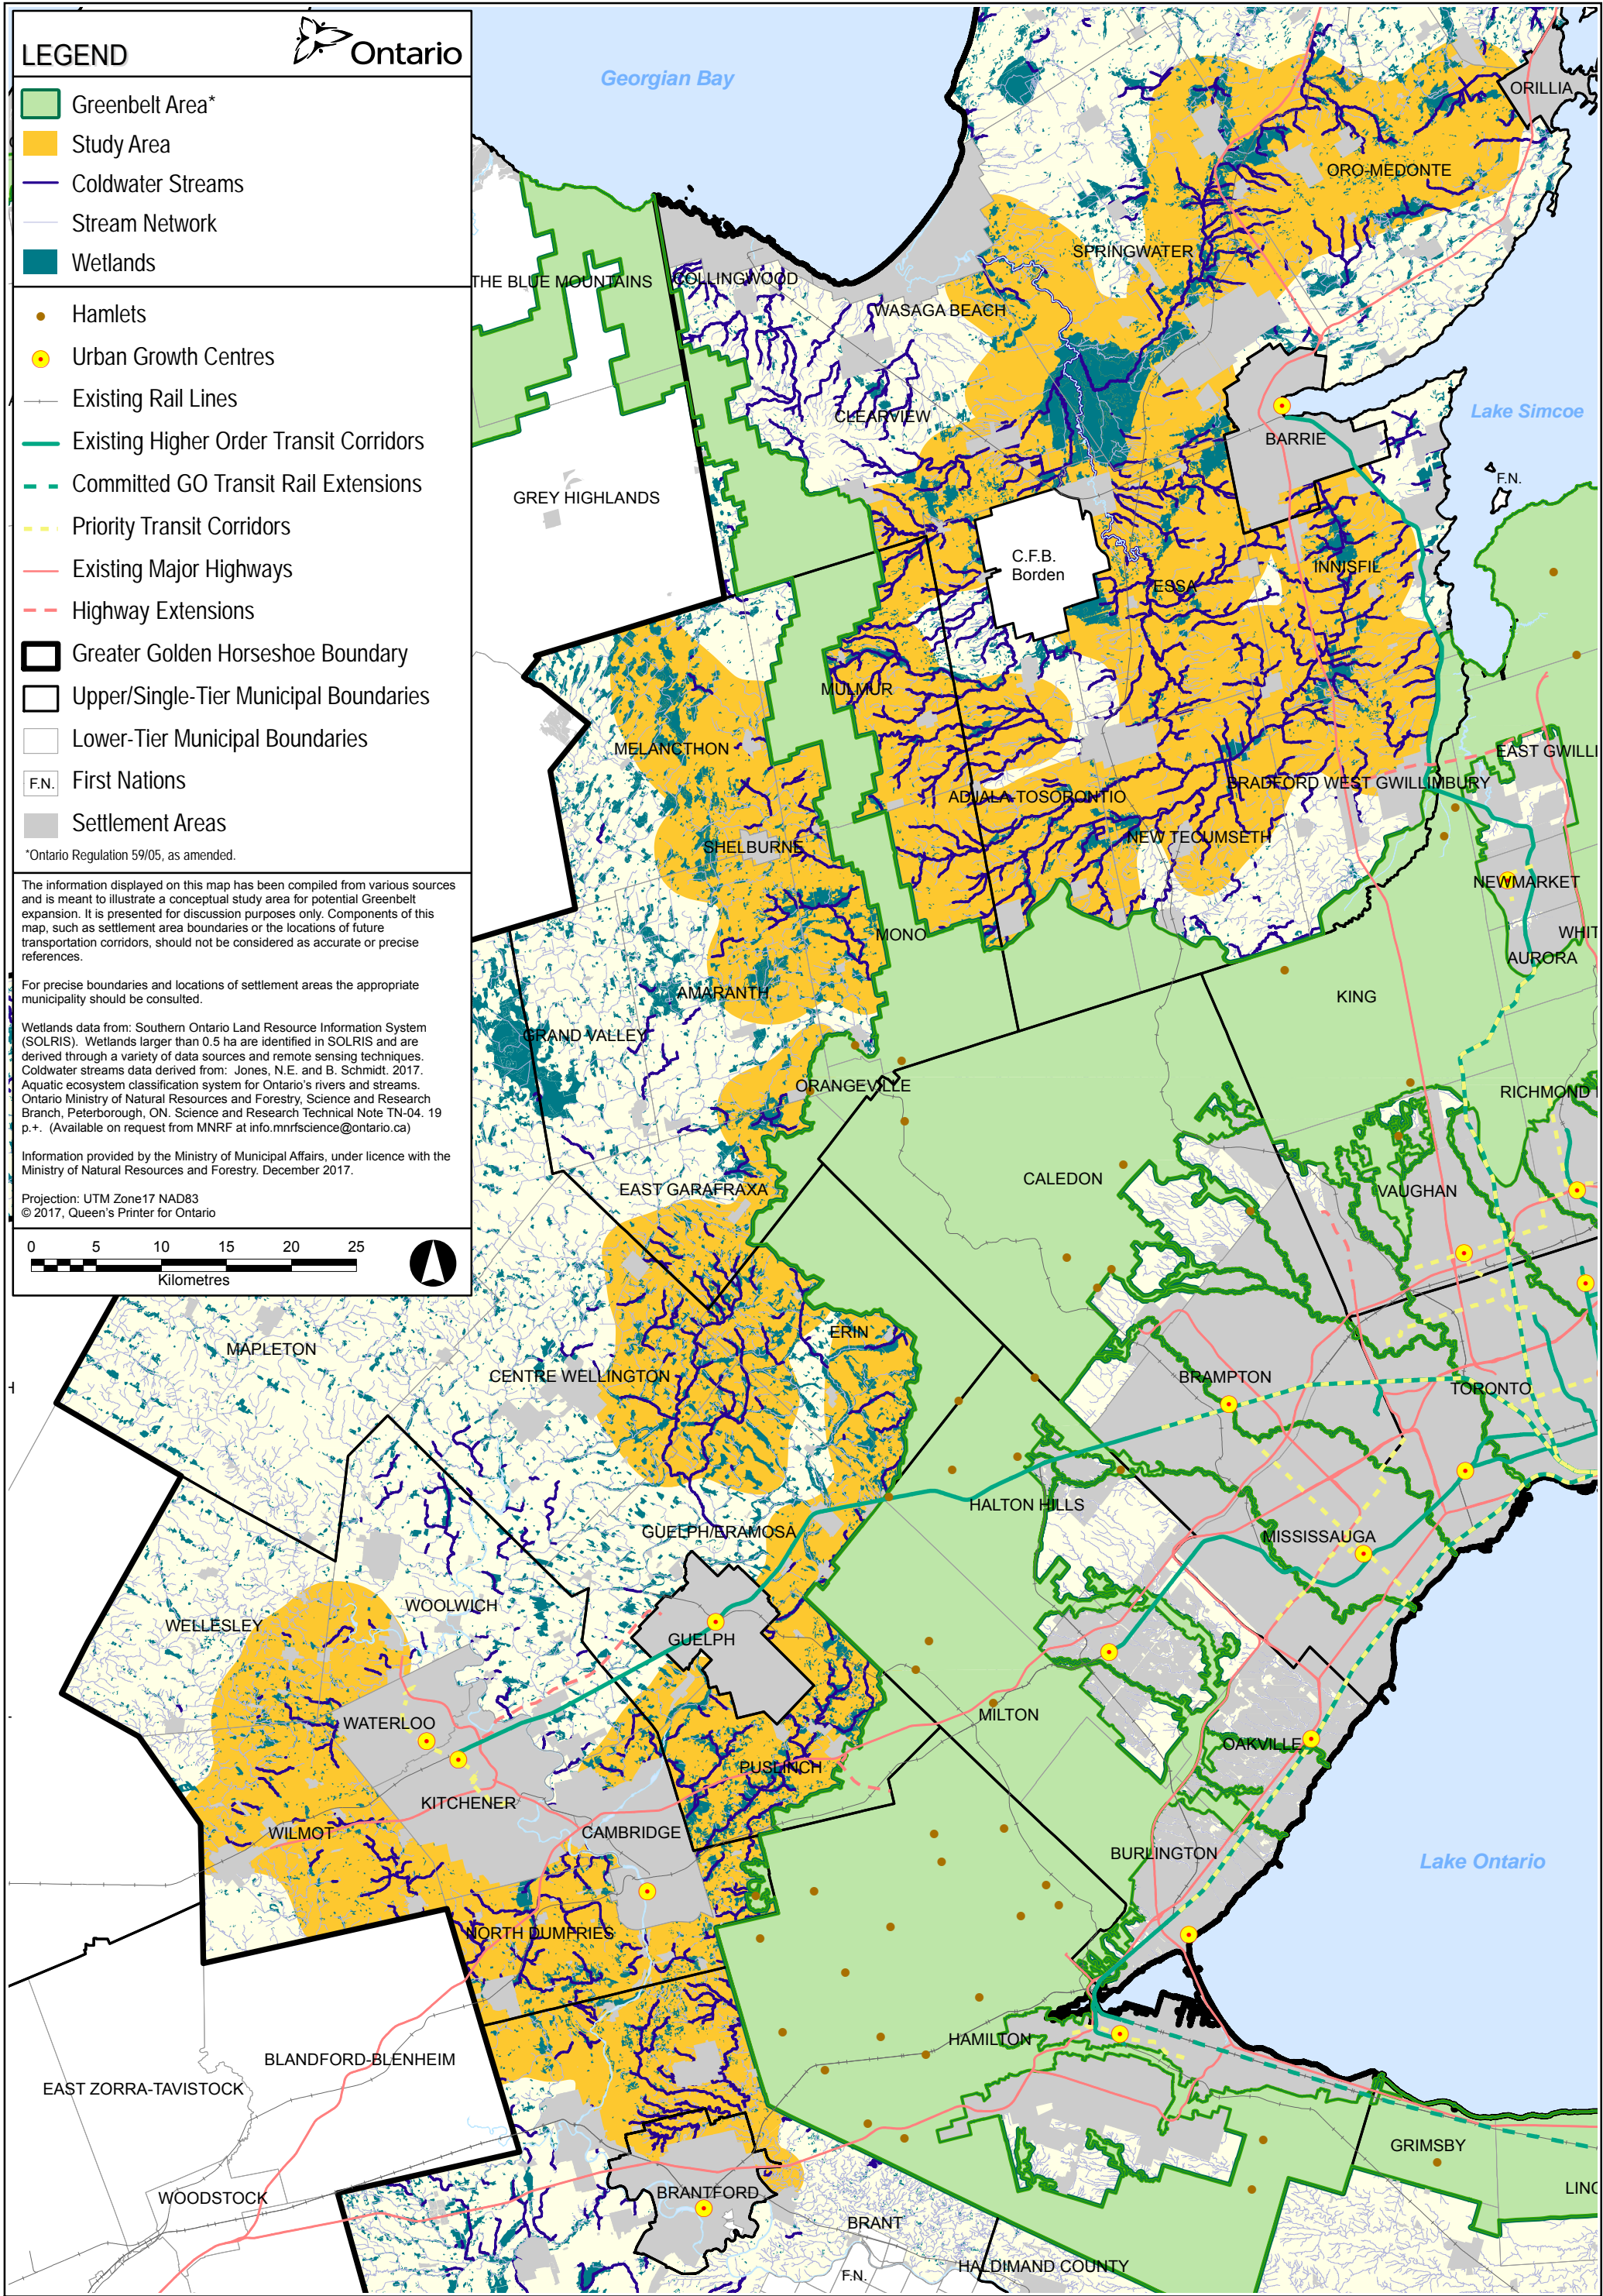 LEGEND
Ontario
Greenbelt Area*
Study Area
Coldwater Streams
Stream Network
Wetlands
Hamlets
Urban Growth Centres
Existing Rail Lines
Existing Higher Order Transit Corridors
Committed GO Transit Rail Extensions
Priority Transit Corridors
Existing Major Highways
Highway Extensions
Greater Golden Horseshoe Boundary
Upper/Single-Tier Municipal Boundaries
Lower-Tier Municipal Boundaries
F.N. First Nations
Settlement Areas
*Ontario Regulation 59/05, as amended.
The information displayed on this map has been compiled from various sources
and is meant to illustrate a conceptual study area for potential Greenbelt
expansion. It is presented for discussion purposes only. Components of this
map, such as settlement area boundaries or the locations of future
transportation corridors, should not be considered as accurate or precise
references.
For precise boundaries and locations of settlement areas the appropriate
municipality should be consulted.
Wetlands data from: Southern Ontario Land Resource Information System
(SOLRIS). Wetlands larger than 0.5 ha are identified in SOLRIS and are
derived through a variety of data sources and remote sensing techniques.
Coldwater streams data derived from: Jones, N.E. and B. Schmidt. 2017.
Aquatic ecosystem classification system for Ontario's rivers and streams.
Ontario Ministry of Natural Resources and Forestry, Science and Research
Branch, Peterborough, ON. Science and Research Technical Note TN-04. 19
p.+. (Available on request from MNRF at info.mnrfscience@ontario.ca)
Information provided by the Ministry of Municipal Affairs, under licence with the
Ministry of Natural Resources and Forestry. December 2017.
Projection: UTM Zone17 NAD83
© 2017, Queen's Printer for Ontario
0 5 10 15 20 25
Kilometres
Georgian Bay
ORILLIA
ORO-MEDONTE
SPRINGWATER
THE BLUE MOUNTAINS
COLLINGWOOD
WASAGA BEACH
Lake Simcoe
CLEARVIEW
BARRIE
F.N.
GREY HIGHLANDS
C.F.B.
Borden
INNISFIL
ESSA
MULMUR
MELANCTHON
EAST GWILLI
BRADFORD WEST GWILLIMBURY
ADJALA-TOSORONTIO
NEW TECUMSETH
SHELBURNE
NEWMARKET
MONO
WHIT
AURORA
AMARANTH
KING
GRAND VALLEY
ORANGEVILLE
RICHMOND
CALEDON
EAST GARAFRAXA
VAUGHAN
ERIN
MAPLETON
CENTRE WELLINGTON
BRAMPTON
TORONTO
HALTON HILLS
GUELPH/ERAMOSA
MISSISSAUGA
WOOLWICH
WELLESLEY
GUELPH
MILTON
WATERLOO
OAKVILLE
PUSLINCH
KITCHENER
WILMOT
CAMBRIDGE
BURLINGTON
Lake Ontario
NORTH DUMFRIES
HAMILTON
BLANDFORD-BLENHEIM
EAST ZORRA-TAVISTOCK
GRIMSBY
LINC
WOODSTOCK
BRANTFORD
BRANT
HALDIMAND COUNTY
F.N.